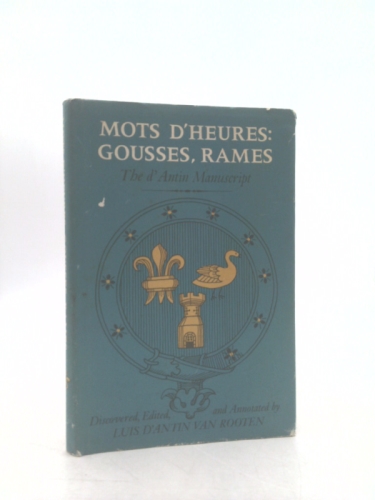 MOTS D'HEURES:
GOUSSES, RAMES
The d'Antin Manuscript
Discovered, Edited, and Annotated by
LUIS D'ANTIN VAN ROOTEN